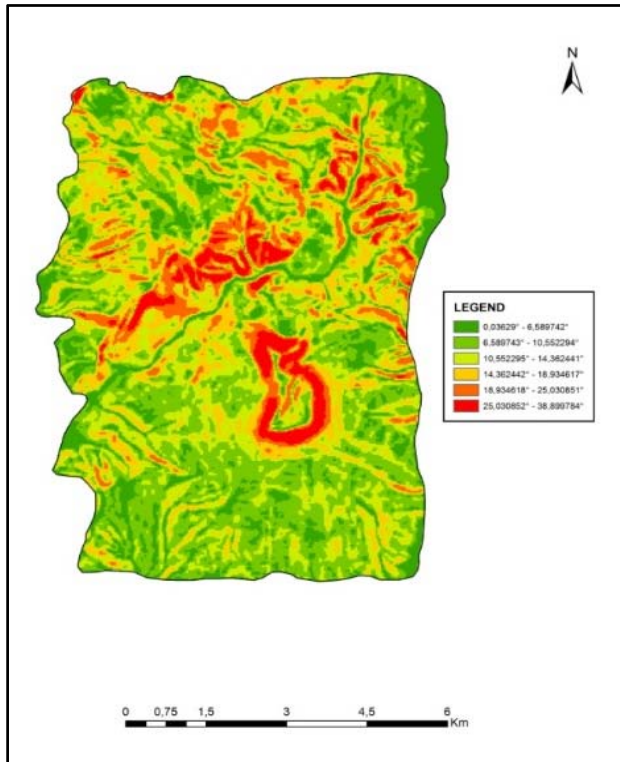 N
LEGEND
0,03629° - 6,589742°
6,589743° - 10,552294°
10,552295° - 14,362441°
14,362442° - 18,934617°
18,934618° - 25,030851°
25,030852° - 38,899784°
0 0,75 1,5 3 4,5 6
Km